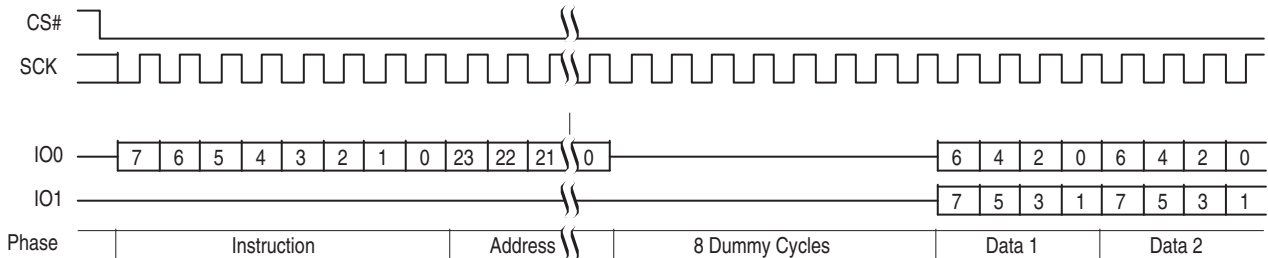 CS#
SCK
IO0 7 6 5 4 3 2 1 0 23 22 21 0 6 4 2 0 6 4 2 0
IO1 7 5 3 1 7 5 3 1
Phase Instruction Address 8 Dummy Cycles Data 1 Data 2